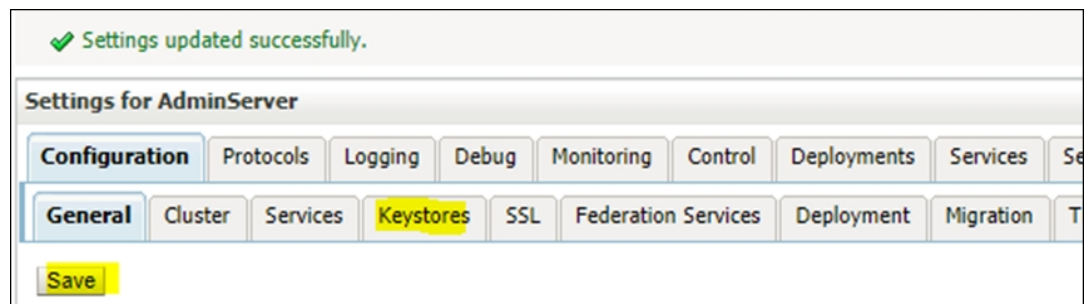 Settings updated successfully.
Settings for AdminServer
Configuration Protocols Logging Debug Monitoring Control Deployments Services
General Cluster Services Keystores SSL Federation Services Deployment Migration
Save